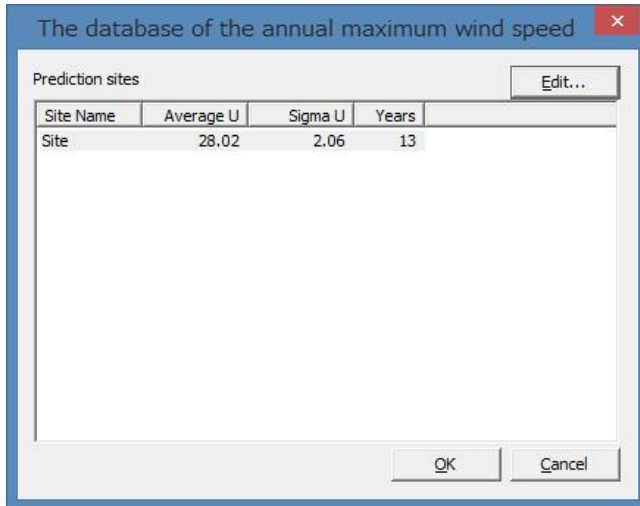 The database of the annual maximum wind speed
Prediction sites
Edit...
Site Name Average U Sigma U Years
Site 28.02 2.06 13
OK Cancel